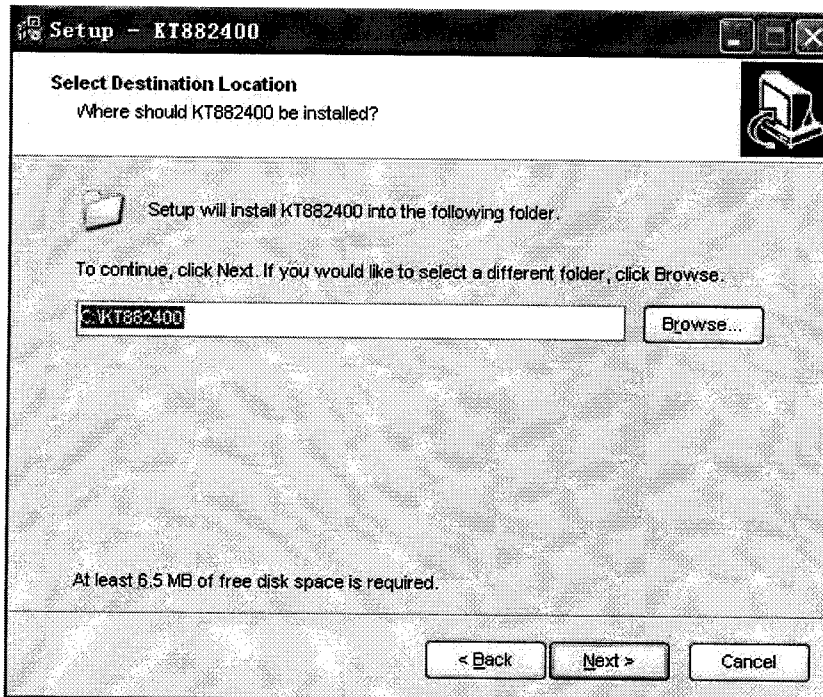 Setup - KT882400
Select Destination Location
Where should KT882400 be installed?
Setup will install KT882400 into the following folder.
To continue, click Next. If you would like to select a different folder, click Browse.
C:\KT882400
Browse...
At least 6.5 MB of free disk space is required.
< Back
Next >
Cancel